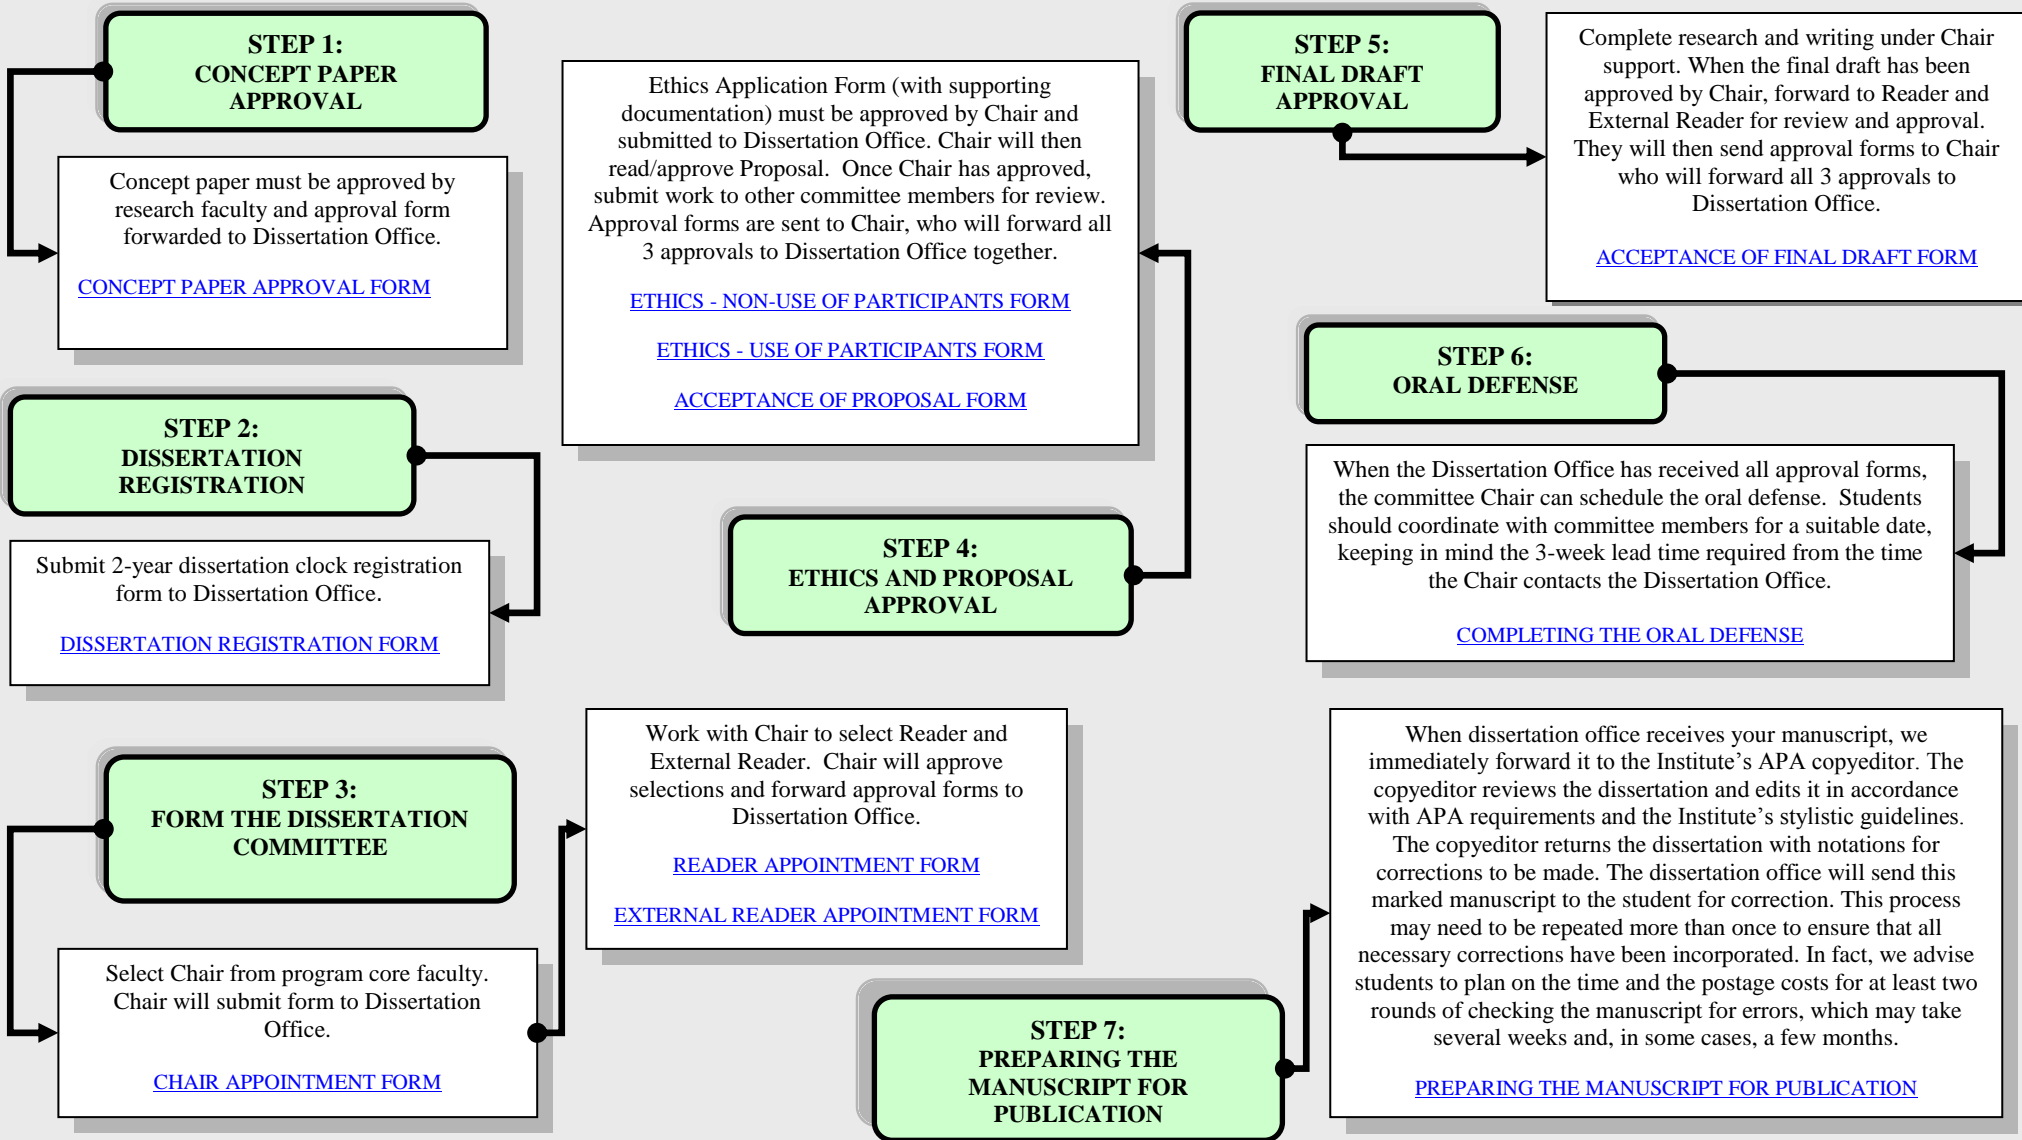 STEP 1:
CONCEPT PAPER
APPROVAL
Concept paper must be approved by
research faculty and approval form
forwarded to Dissertation Office.
CONCEPT PAPER APPROVAL FORM
STEP 2:
DISSERTATION
REGISTRATION
Submit 2-year dissertation clock registration
form to Dissertation Office.
DISSERTATION REGISTRATION FORM
STEP 3:
FORM THE DISSERTATION
COMMITTEE
Select Chair from program core faculty.
Chair will submit form to Dissertation
Office.
CHAIR APPOINTMENT FORM
Work with Chair to select Reader and
External Reader.  Chair will approve
selections and forward approval forms to
Dissertation Office.
READER APPOINTMENT FORM
EXTERNAL READER APPOINTMENT FORM
STEP 4:
ETHICS AND PROPOSAL
APPROVAL
Ethics Application Form (with supporting
documentation) must be approved by Chair and
submitted to Dissertation Office. Chair will then
read/approve Proposal.  Once Chair has approved,
submit work to other committee members for review.
Approval forms are sent to Chair, who will forward all
3 approvals to Dissertation Office together.
ETHICS - NON-USE OF PARTICIPANTS FORM
ETHICS - USE OF PARTICIPANTS FORM
ACCEPTANCE OF PROPOSAL FORM
STEP 5:
FINAL DRAFT
APPROVAL
Complete research and writing under Chair
support. When the final draft has been
approved by Chair, forward to Reader and
External Reader for review and approval.
They will then send approval forms to Chair
who will forward all 3 approvals to
Dissertation Office.
ACCEPTANCE OF FINAL DRAFT FORM
STEP 6:
ORAL DEFENSE
When the Dissertation Office has received all approval forms,
the committee Chair can schedule the oral defense.  Students
should coordinate with committee members for a suitable date,
keeping in mind the 3-week lead time required from the time
the Chair contacts the Dissertation Office.
COMPLETING THE ORAL DEFENSE
STEP 7:
PREPARING THE
MANUSCRIPT FOR
PUBLICATION
When dissertation office receives your manuscript, we
immediately forward it to the Institute’s APA copyeditor. The
copyeditor reviews the dissertation and edits it in accordance
with APA requirements and the Institute’s stylistic guidelines.
The copyeditor returns the dissertation with notations for
corrections to be made. The dissertation office will send this
marked manuscript to the student for correction. This process
may need to be repeated more than once to ensure that all
necessary corrections have been incorporated. In fact, we advise
students to plan on the time and the postage costs for at least two
rounds of checking the manuscript for errors, which may take
several weeks and, in some cases, a few months.
PREPARING THE MANUSCRIPT FOR PUBLICATION